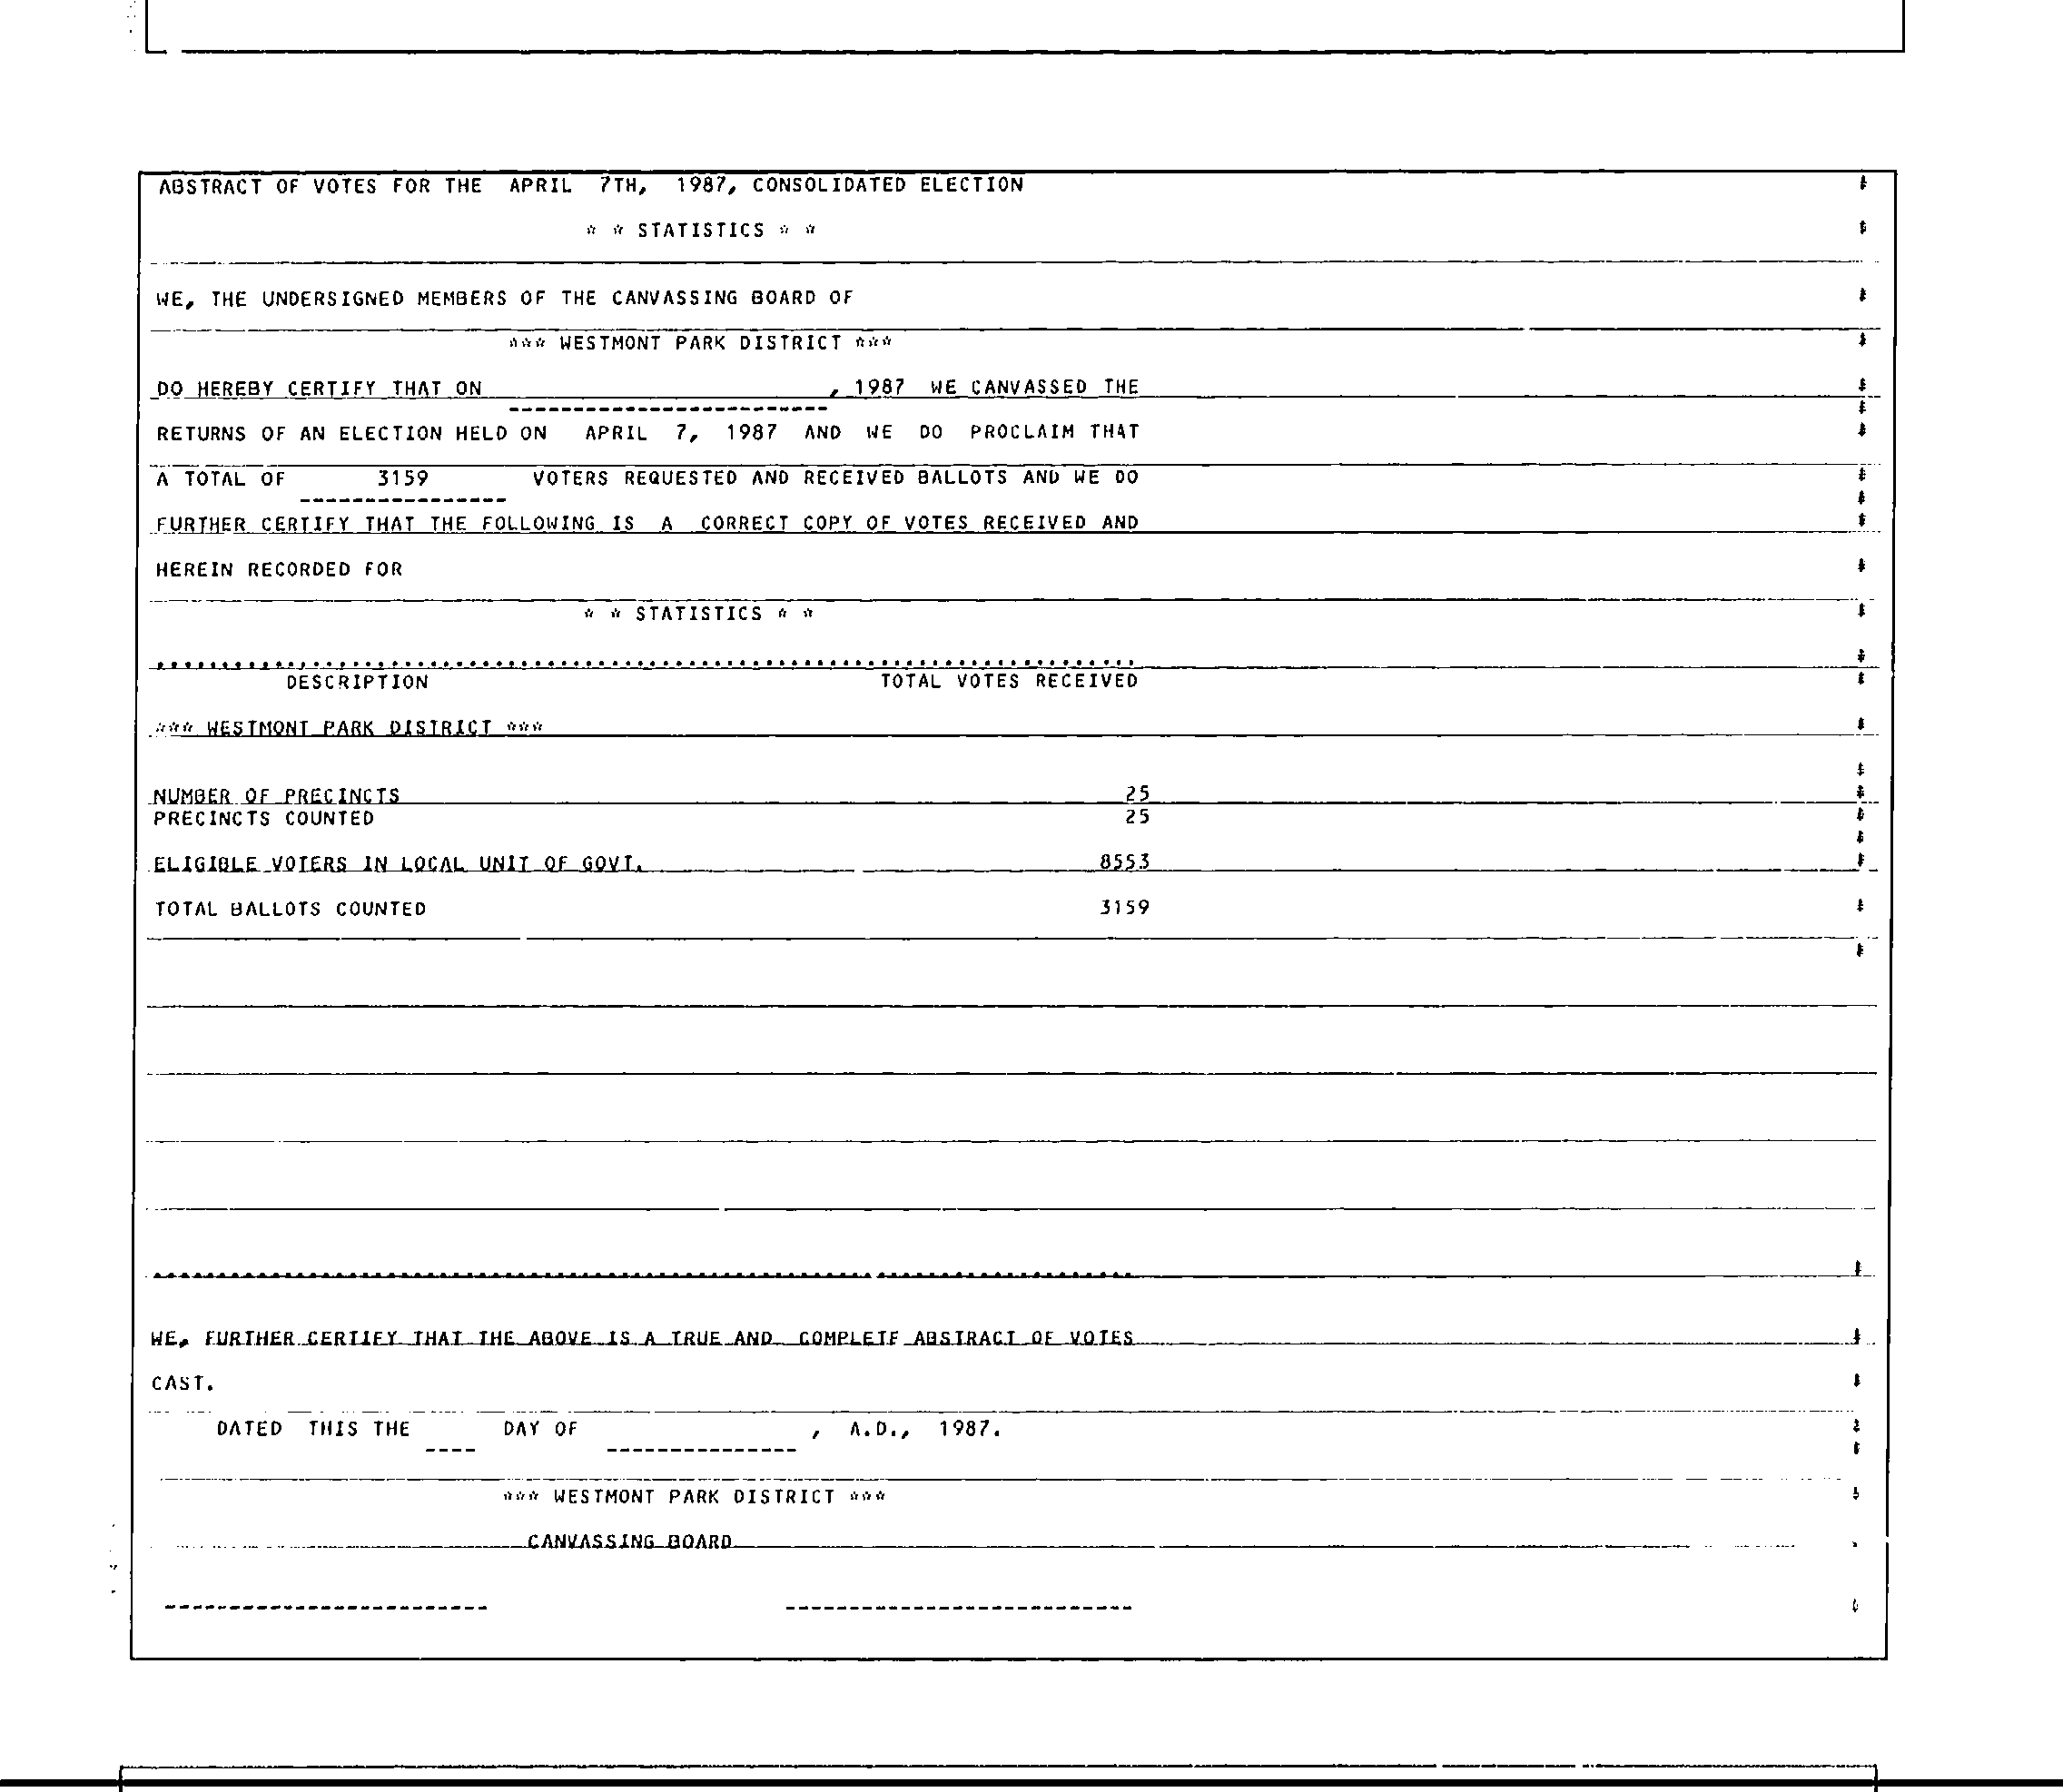 ABSTRACT OF VOTES FOR THE APRIL 7TH, 1987, CONSOLIDATED ELECTION
* * STATISTICS * *
WE, THE UNDERSIGNED MEMBERS OF THE CANVASSING BOARD OF
*** WESTMONT PARK DISTRICT ***
DO HEREBY CERTIFY THAT ON , 1987 WE CANVASSED THE
RETURNS OF AN ELECTION HELD ON APRIL 7, 1987 AND WE DO PROCLAIM THAT
A TOTAL OF 3159 VOTERS REQUESTED AND RECEIVED BALLOTS AND WE DO
FURTHER CERTIFY THAT THE FOLLOWING IS A CORRECT COPY OF VOTES RECEIVED AND
HEREIN RECORDED FOR
* * STATISTICS * *
DESCRIPTION TOTAL VOTES RECEIVED
*** WESTMONT PARK DISTRICT ***
NUMBER OF PRECINCTS 25
PRECINCTS COUNTED 25
ELIGIBLE VOTERS IN LOCAL UNIT OF GOVT. 8553
TOTAL BALLOTS COUNTED 3159
WE, FURTHER CERTIFY THAT THE ABOVE IS A TRUE AND COMPLETE ABSTRACT OF VOTES
CAST.
DATED THIS THE ---- DAY OF --------------- , A.D., 1987.
*** WESTMONT PARK DISTRICT ***
CANVASSING BOARD